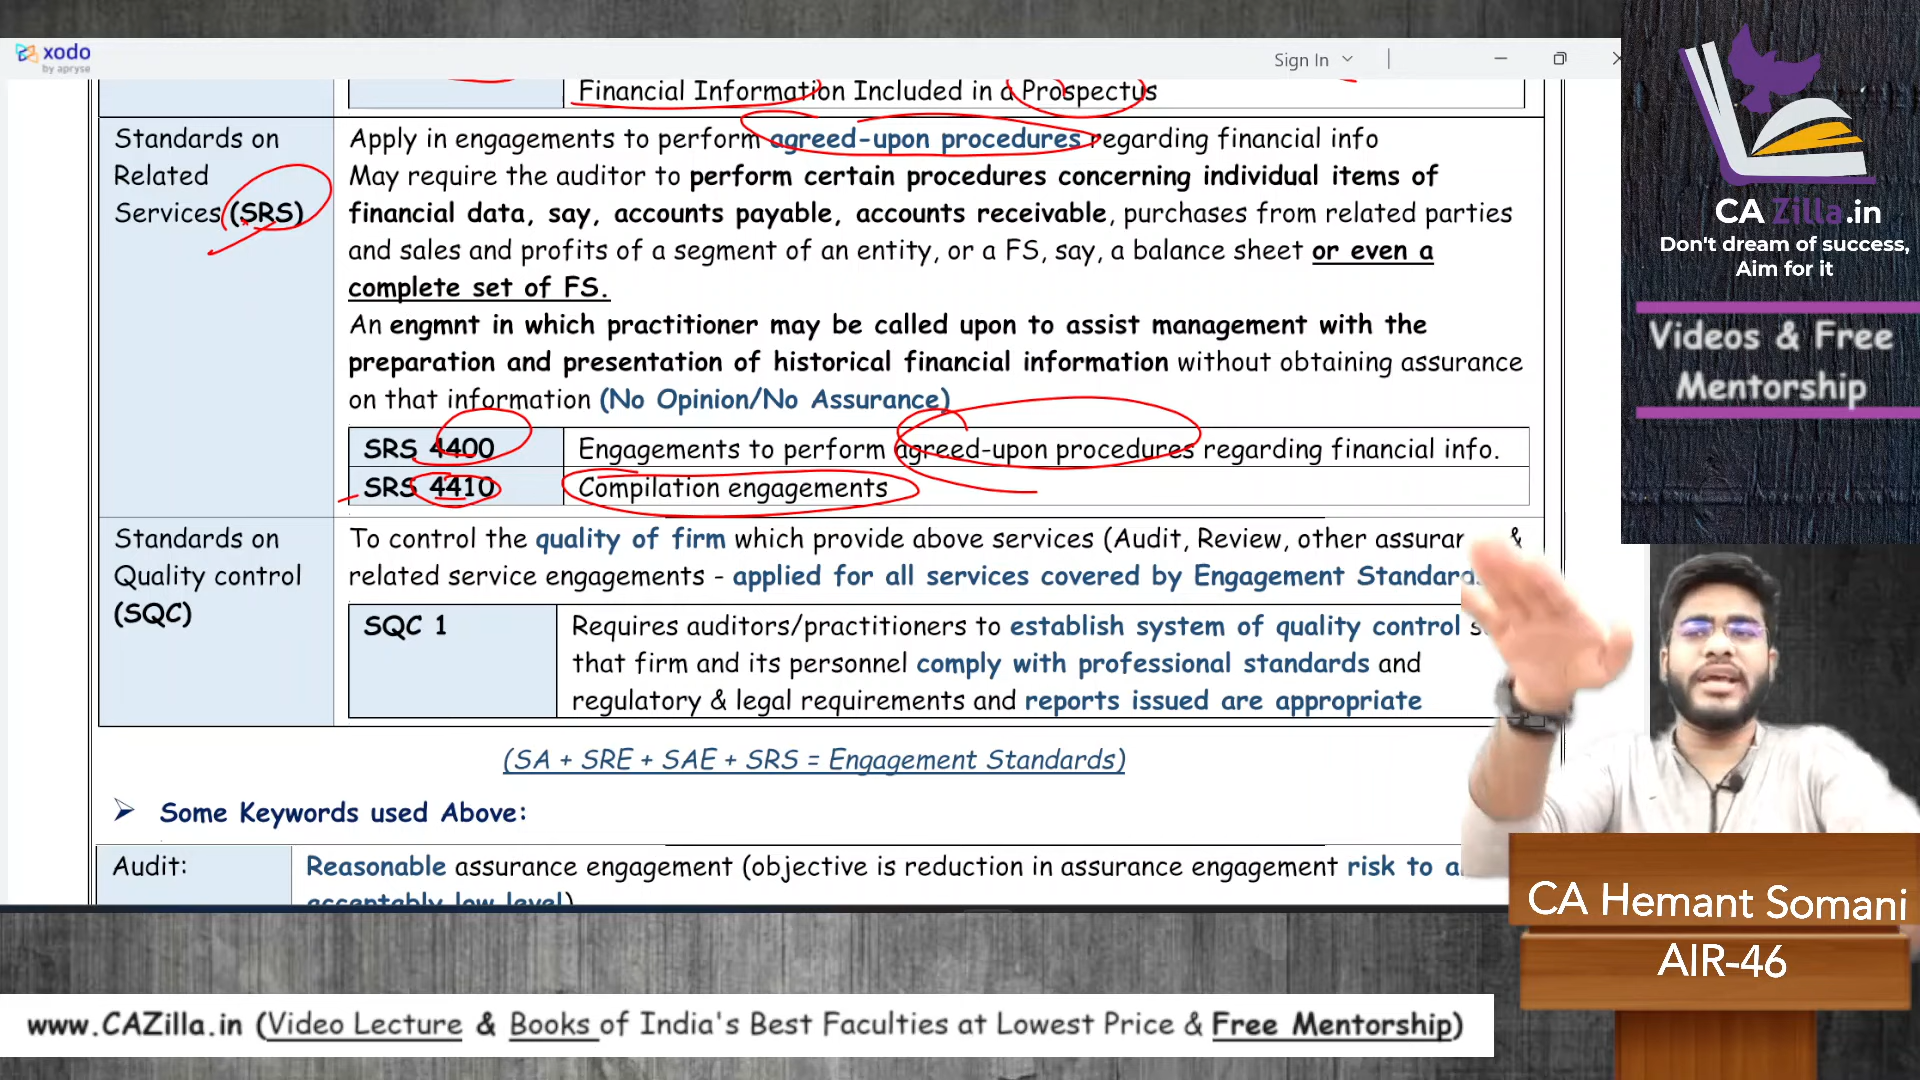 xodo
by apryse
Sign In
Financial Information Included in a Prospectus
Standards on
Related
Services (SRS)
Apply in engagements to perform agreed-upon procedures regarding financial info
May require the auditor to perform certain procedures concerning individual items of
financial data, say, accounts payable, accounts receivable, purchases from related parties
and sales and profits of a segment of an entity, or a FS, say, a balance sheet or even a
complete set of FS.
An engmnt in which practitioner may be called upon to assist management with the
preparation and presentation of historical financial information without obtaining assurance
on that information (No Opinion/No Assurance)
SRS 4400 Engagements to perform agreed-upon procedures regarding financial info.
SRS 4410 Compilation engagements
Standards on
Quality control
(SQC)
To control the quality of firm which provide above services (Audit, Review, other &
related service engagements - applied for all services covered by Engagement
SQC 1
Requires auditors/practitioners to establish system of quality control
that firm and its personnel comply with professional standards and
regulatory & legal requirements and reports issued are appropriate
(SA + SRE + SAE + SRS = Engagement Standards)
➤ Some Keywords used Above:
Audit: Reasonable assurance engagement (objective is reduction in assurance engagement risk to
acceptably low level)
CA Zilla.in
Don't dream of success,
Aim for it
Videos & Free
Mentorship
CA Hemant Somani
AIR-46
www.CAZilla.in (Video Lecture & Books of India's Best Faculties at Lowest Price & Free Mentorship)